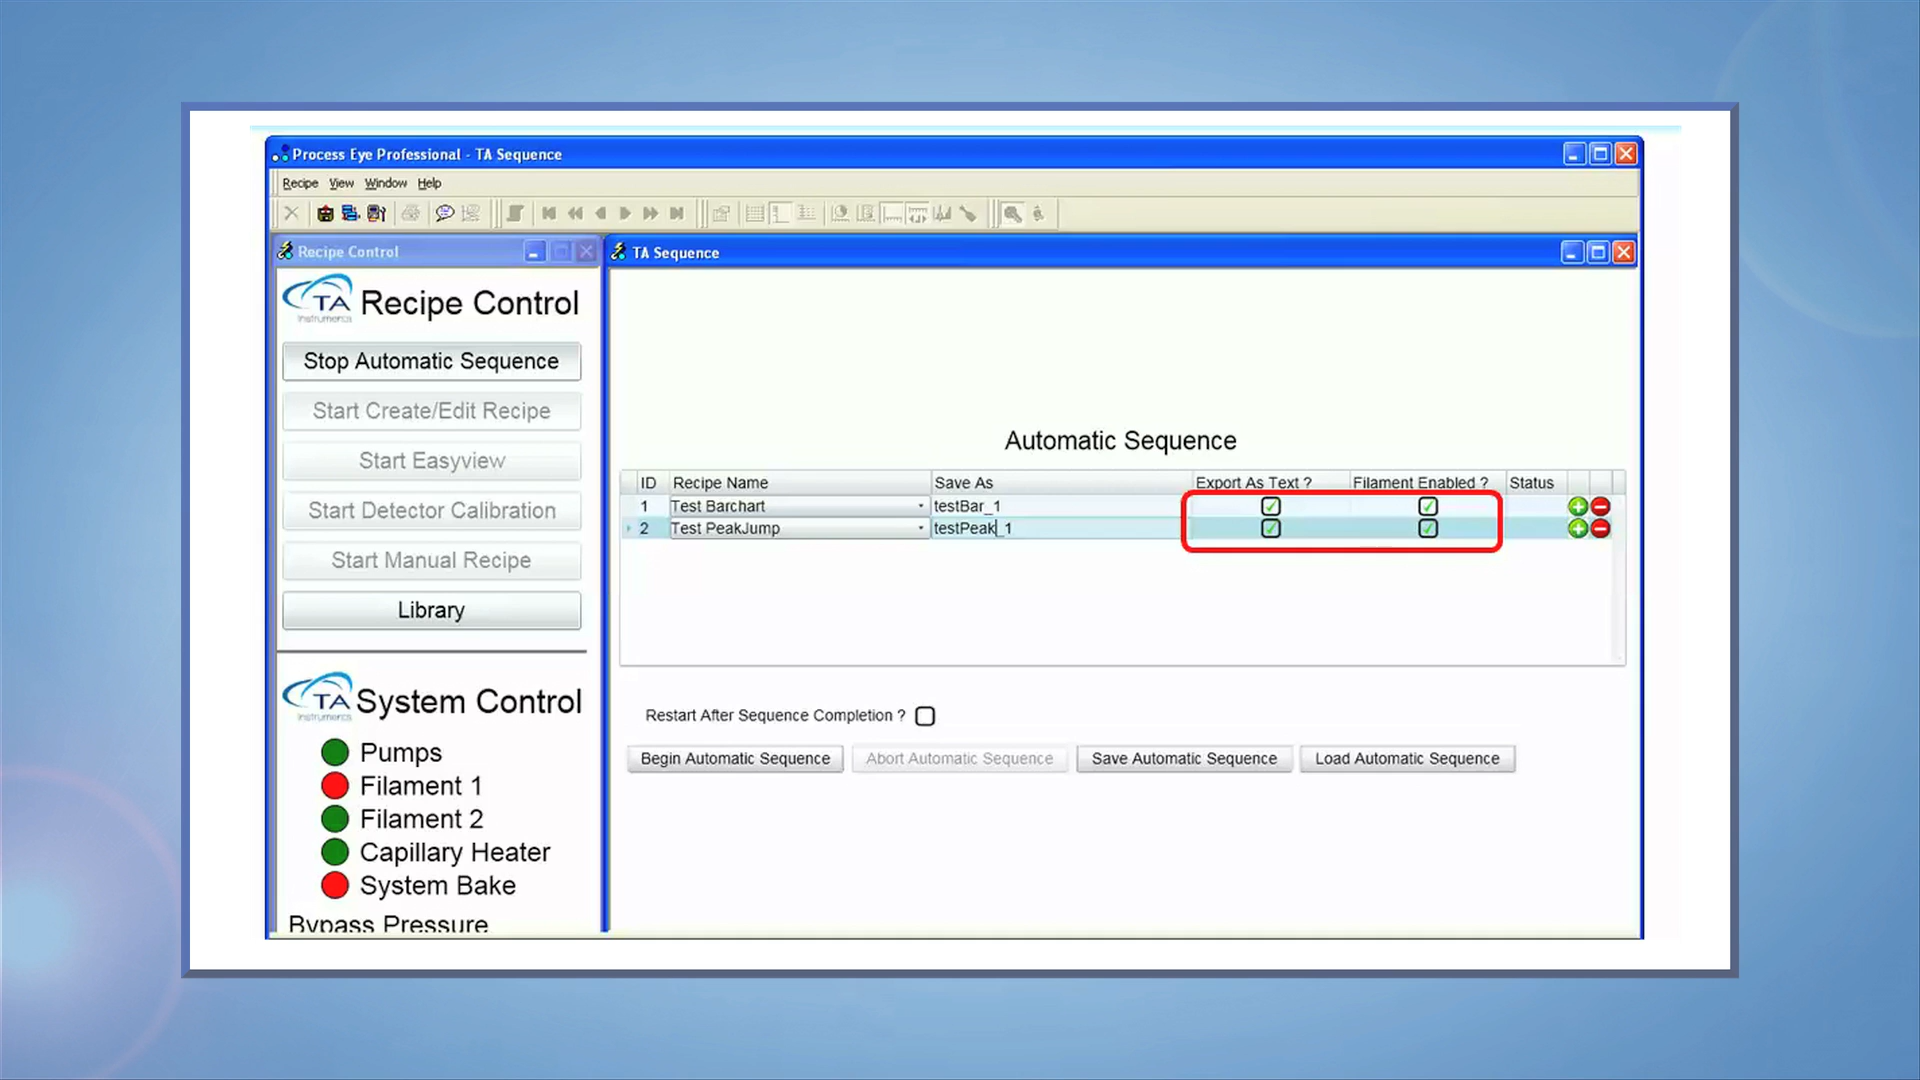 Process Eye Professional - TA Sequence
Recipe View Window Help
Recipe Control
TA Sequence
TA Instruments Recipe Control
Stop Automatic Sequence
Start Create/Edit Recipe
Start Easyview
Start Detector Calibration
Start Manual Recipe
Library
TA Instruments System Control
Pumps
Filament 1
Filament 2
Capillary Heater
System Bake
Bypass Pressure
Automatic Sequence
ID Recipe Name Save As Export As Text ? Filament Enabled ? Status
1 Test Barchart testBar_1
2 Test PeakJump testPeak_1
Restart After Sequence Completion ?
Begin Automatic Sequence Abort Automatic Sequence Save Automatic Sequence Load Automatic Sequence